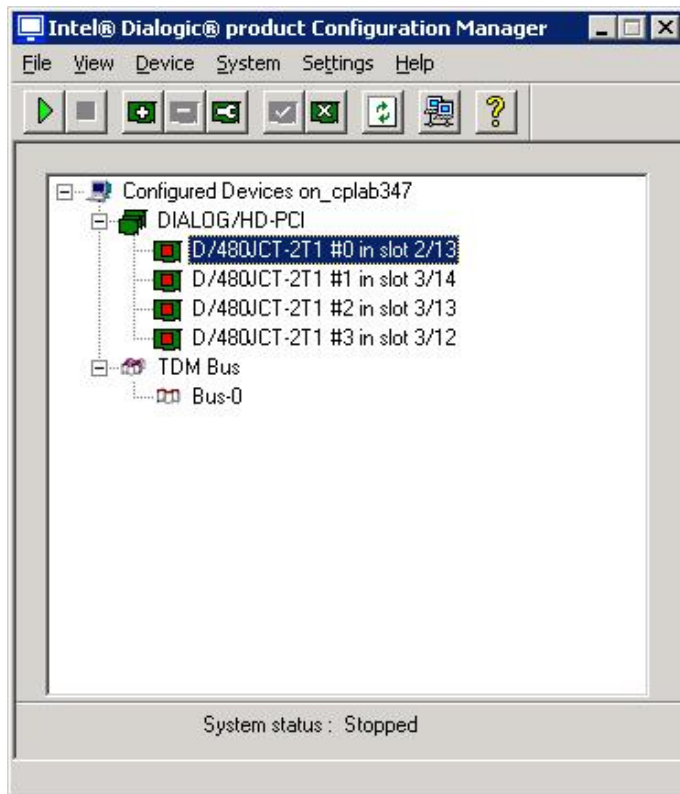 Intel® Dialogic® product Configuration Manager
File View Device System Settings Help
Configured Devices on_cplab347
DIALOG/HD-PCI
D/480JCT-2T1 #0 in slot 2/13
D/480JCT-2T1 #1 in slot 3/14
D/480JCT-2T1 #2 in slot 3/13
D/480JCT-2T1 #3 in slot 3/12
TDM Bus
Bus-0
System status : Stopped